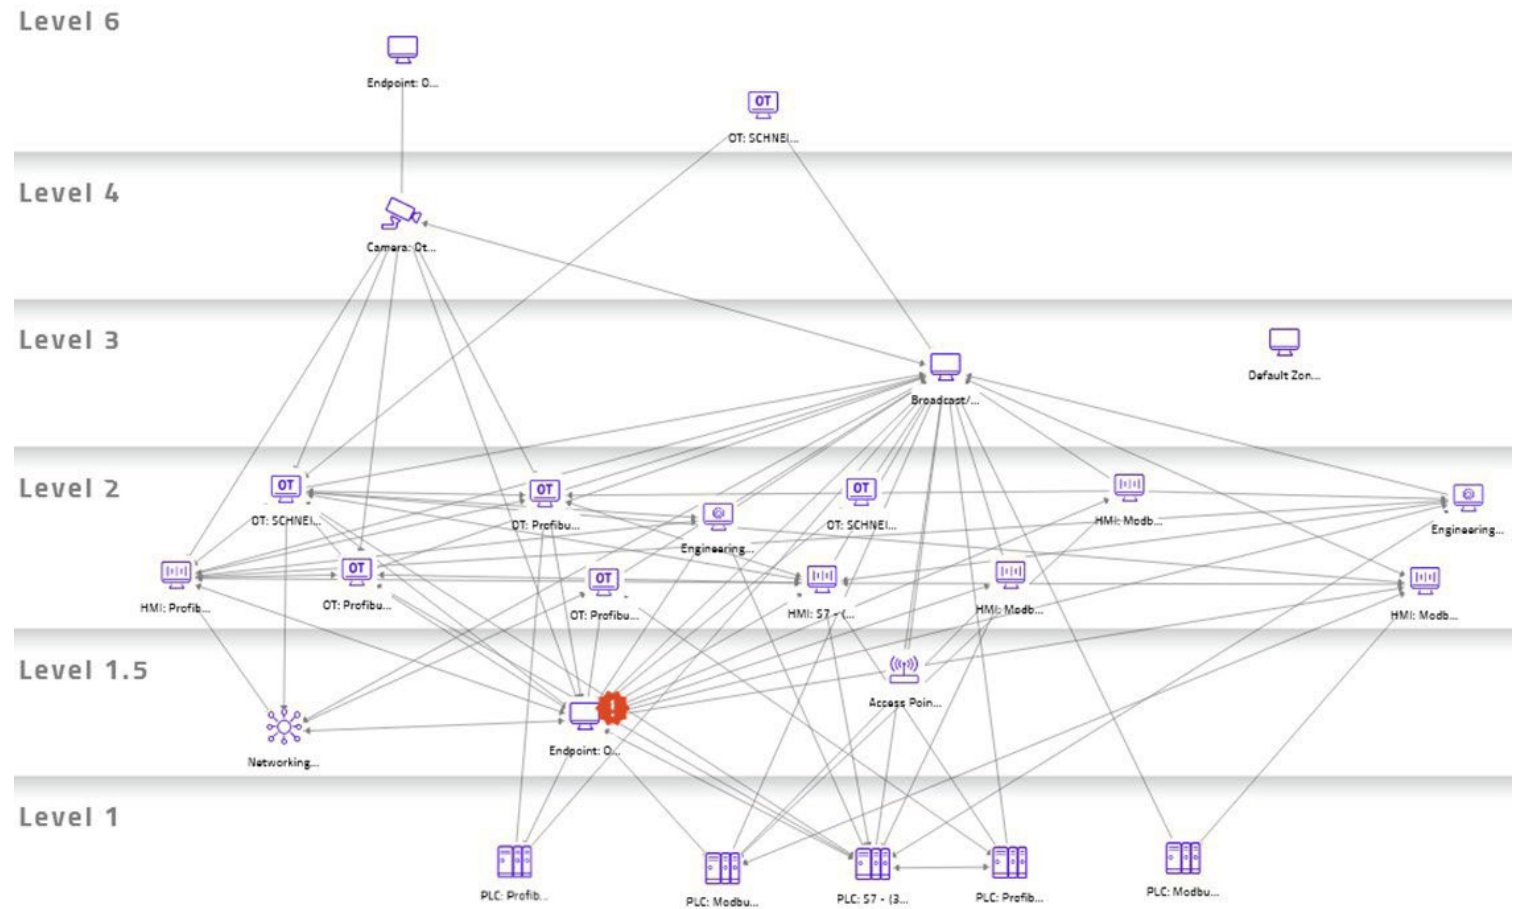 Level 6
Endpoint: O...
OT
OT: SCHNEI...
Level 4
Camera: Ot...
Level 3
Default Zon...
Broadcast/...
Level 2
OT
OT
OT
OT: SCHNEI...
OT: Profibu...
OT: SCHNEI...
HMI: Modb...
Engineering...
Engineering...
OT
OT
HMI: Profib...
OT: Profibu...
OT: Profibu...
HMI: S7 - (...
HMI: Modb...
HMI: Modb...
Level 1.5
Access Poin...
!
Endpoint: O...
Networking...
Level 1
PLC: Profib...
PLC: Modbu...
PLC: S7 - (3...
PLC: Profib...
PLC: Modbu...